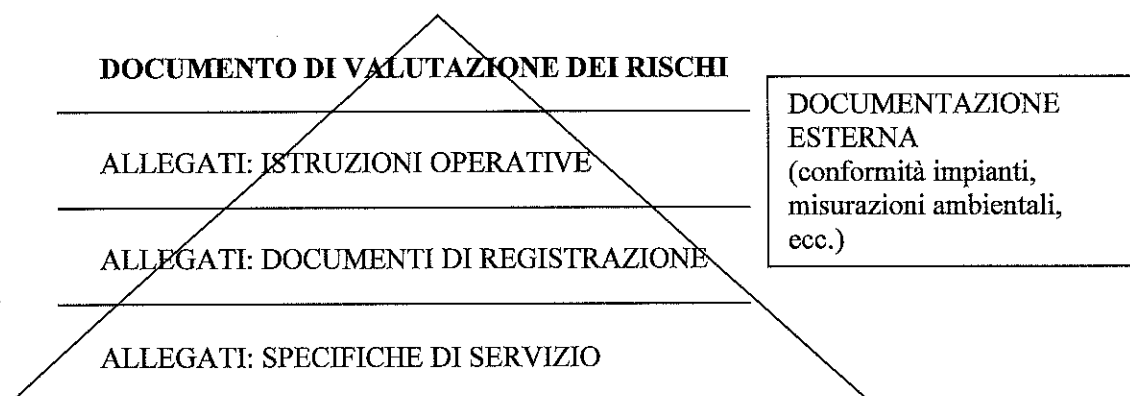 DOCUMENTO DI VALUTAZIONE DEI RISCHI
ALLEGATI: ISTRUZIONI OPERATIVE
ALLEGATI: DOCUMENTI DI REGISTRAZIONE
ALLEGATI: SPECIFICHE DI SERVIZIO
DOCUMENTAZIONE
ESTERNA
(conformità impianti,
misurazioni ambientali,
ecc.)